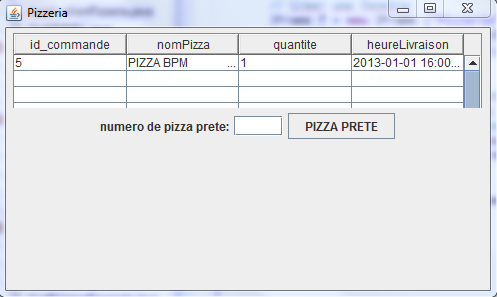 Pizzeria
id_commande nomPizza quantite heureLivraison
5 PIZZA BPM ... 1 2013-01-01 16:00...
numero de pizza prete: PIZZA PRETE